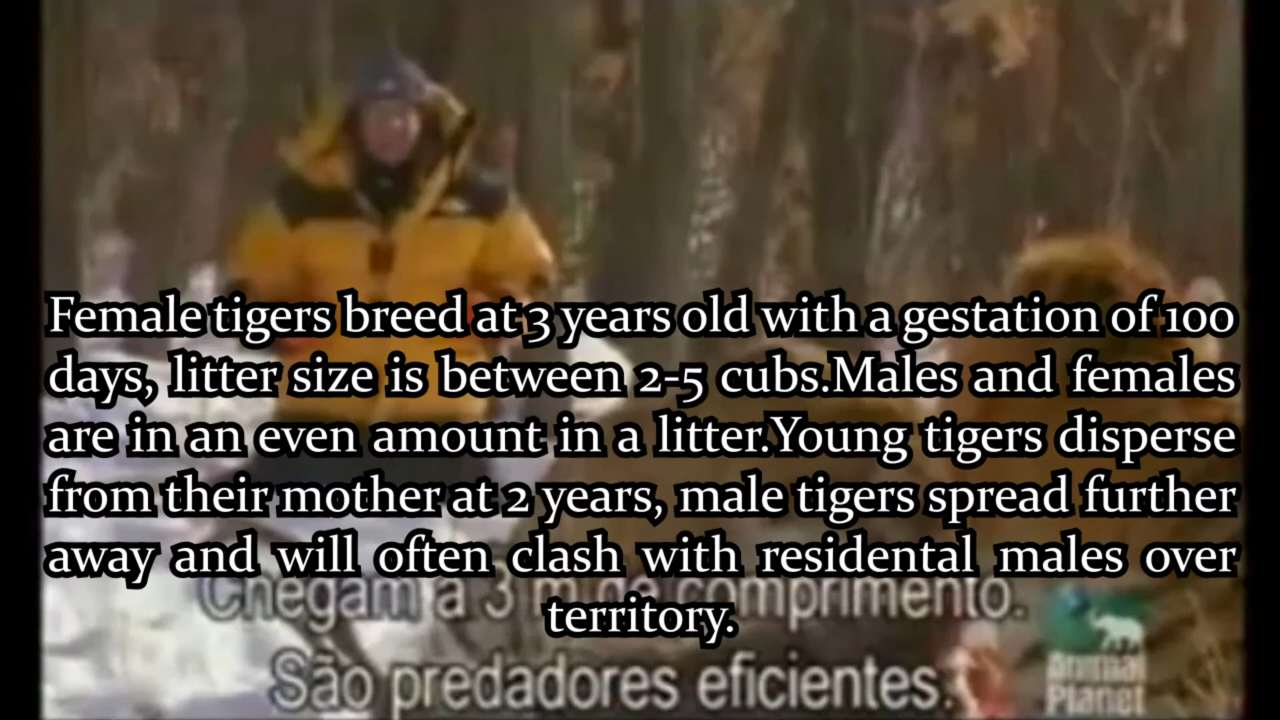 Female tigers breed at 3 years old with a gestation of 100
days, litter size is between 2-5 cubs.Males and females
are in an even amount in a litter.Young tigers disperse
from their mother at 2 years, male tigers spread further
away and will often clash with residental males over
territory.
Chegam a 3 m de comprimento.
São predadores eficientes.
Animal
Planet